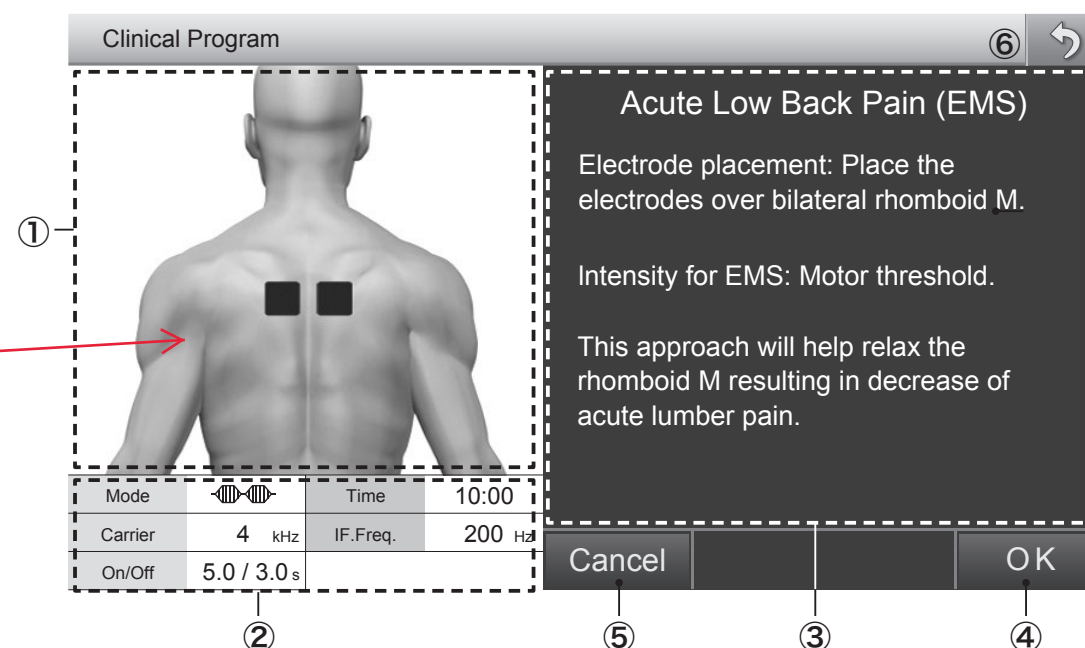 Clinical Program
⑥
①
Acute Low Back Pain (EMS)
Electrode placement: Place the
electrodes over bilateral rhomboid M.
Intensity for EMS: Motor threshold.
This approach will help relax the
rhomboid M resulting in decrease of
acute lumber pain.
Mode Time 10:00
Carrier 4 kHz IF.Freq. 200 Hz
On/Off 5.0 / 3.0 s
Cancel OK
② ⑤ ③ ④